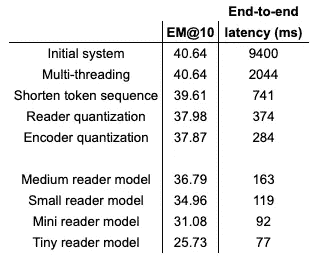 End-to-end
EM@10 latency (ms)
Initial system 40.64 9400
Multi-threading 40.64 2044
Shorten token sequence 39.61 741
Reader quantization 37.98 374
Encoder quantization 37.87 284
Medium reader model 36.79 163
Small reader model 34.96 119
Mini reader model 31.08 92
Tiny reader model 25.73 77